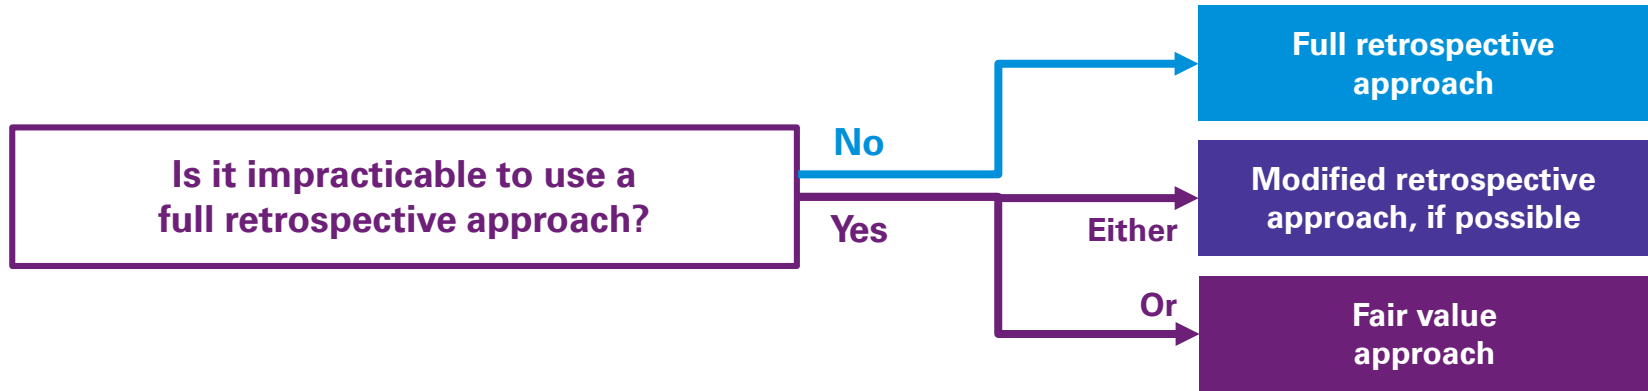 Is it impracticable to use a
full retrospective approach?
No
Yes
Either
Or
Full retrospective
approach
Modified retrospective
approach, if possible
Fair value
approach